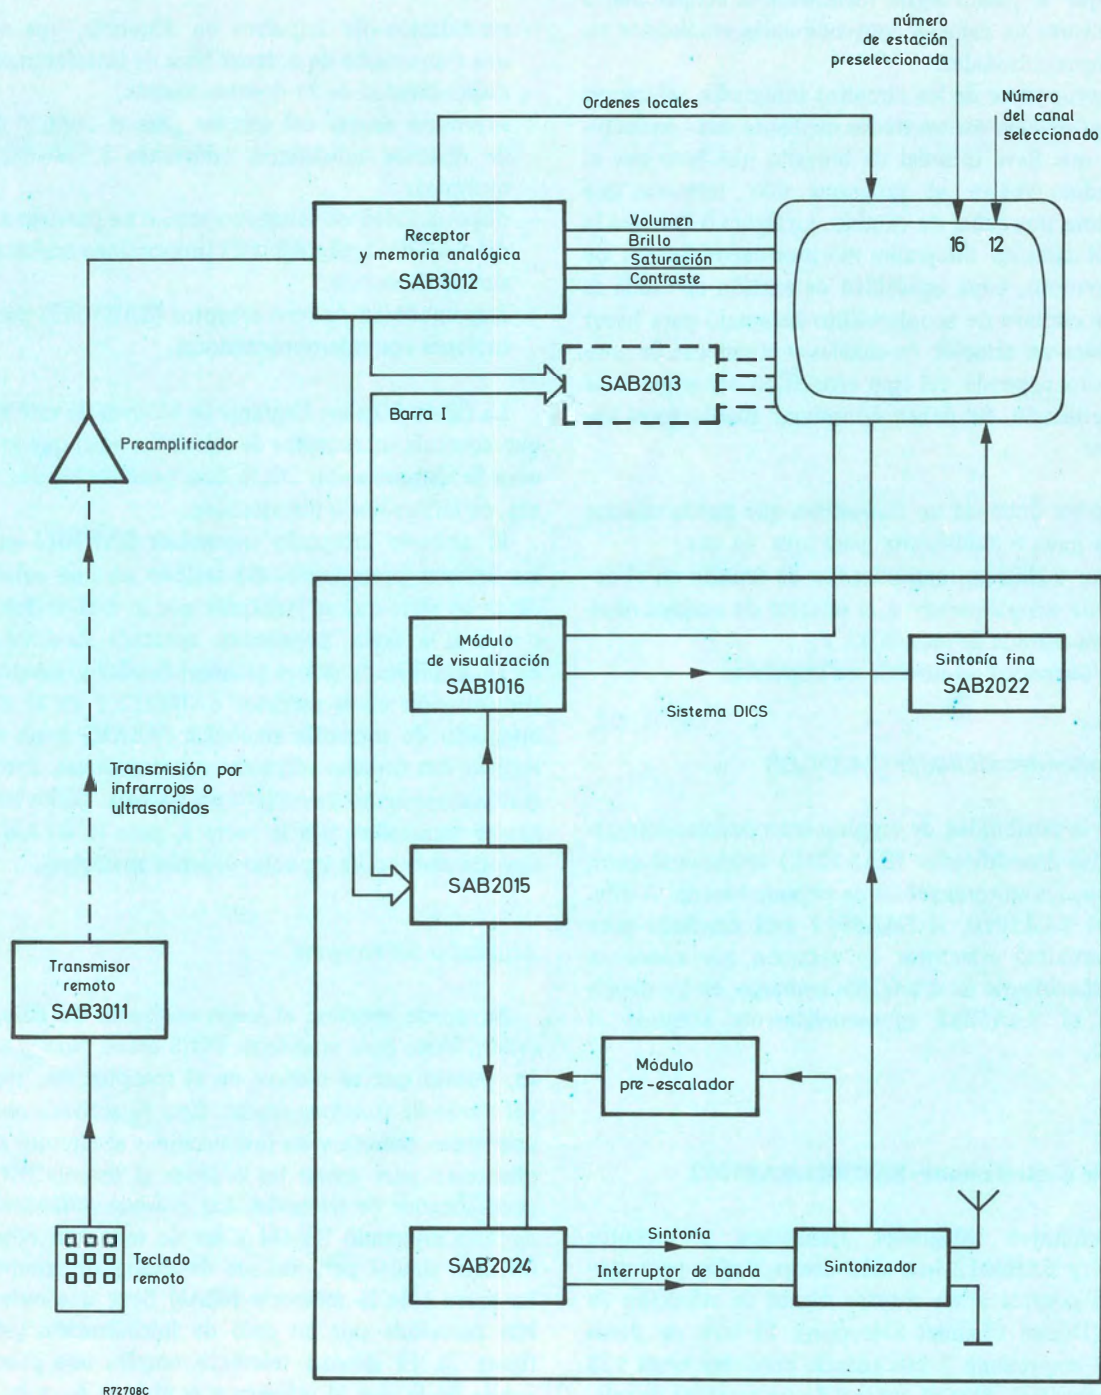 número
de estación
preseleccionada
Número
del canal
seleccionado
Ordenes locales
Receptor
y memoria analógica
SAB3012
Volumen
Brillo
Saturación
Contraste
16 12
SAB2013
Barra I
Preamplificador
Módulo
de visualización
SAB1016
Sintonía fina
SAB2022
Sistema DICS
Transmisión por
infrarrojos o
ultrasonidos
SAB2015
Transmisor
remoto
SAB3011
Módulo
pre-escalador
Teclado
remoto
SAB2024
Sintonía
Interruptor de banda
Sintonizador
R72708C